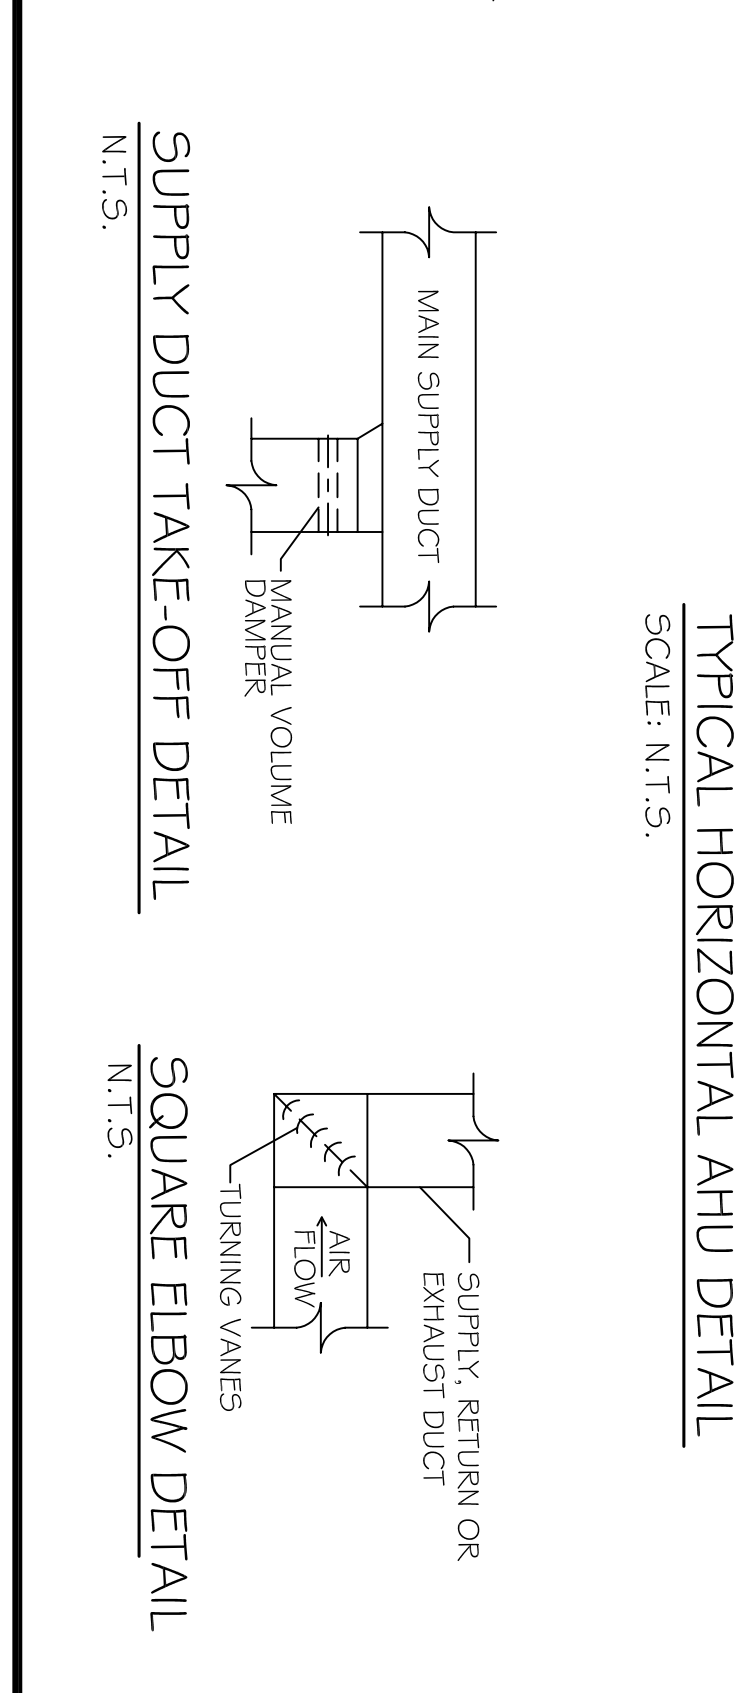 TYPICAL HORIZONTAL AHU DETAIL
SCALE: N.T.S.
MAIN SUPPLY DUCT
MANUAL VOLUME
DAMPER
SUPPLY DUCT TAKE-OFF DETAIL
N.T.S.
SUPPLY, RETURN OR
EXHAUST DUCT
AIR
FLOW
TURNING VANES
SQUARE ELBOW DETAIL
N.T.S.